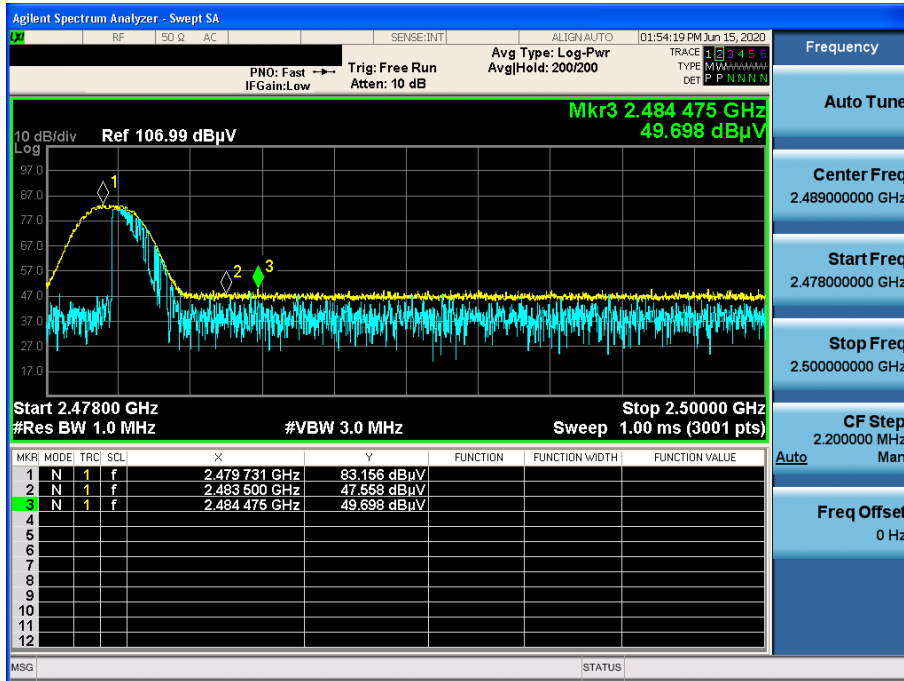 Agilent Spectrum Analyzer - Swept SA
LXI RF 50 Ω AC SENSE:INT ALIGN AUTO 01:54:19 PM Jun 15, 2020
PNO: Fast Trig: Free Run Avg Type: Log-Pwr TRACE 1 2 3 4 5 6
IFGain:Low Atten: 10 dB Avg|Hold: 200/200 TYPE M W W W W W
DET P P N N N N
Mkr3 2.484 475 GHz
49.698 dBµV
10 dB/div Ref 106.99 dBµV
Log
97.0
87.0
77.0
67.0
57.0
47.0
37.0
27.0
17.0
1
2
3
Start 2.47800 GHz Stop 2.50000 GHz
#Res BW 1.0 MHz #VBW 3.0 MHz Sweep 1.00 ms (3001 pts)
MKR MODE TRC SCL X Y FUNCTION FUNCTION WIDTH FUNCTION VALUE
1 N 1 f 2.479 731 GHz 83.156 dBµV
2 N 1 f 2.483 500 GHz 47.558 dBµV
3 N 1 f 2.484 475 GHz 49.698 dBµV
4
5
6
7
8
9
10
11
12
MSG STATUS
Frequency
Auto Tune
Center Freq
2.489000000 GHz
Start Freq
2.478000000 GHz
Stop Freq
2.500000000 GHz
CF Step
2.200000 MHz
Auto Man
Freq Offset
0 Hz